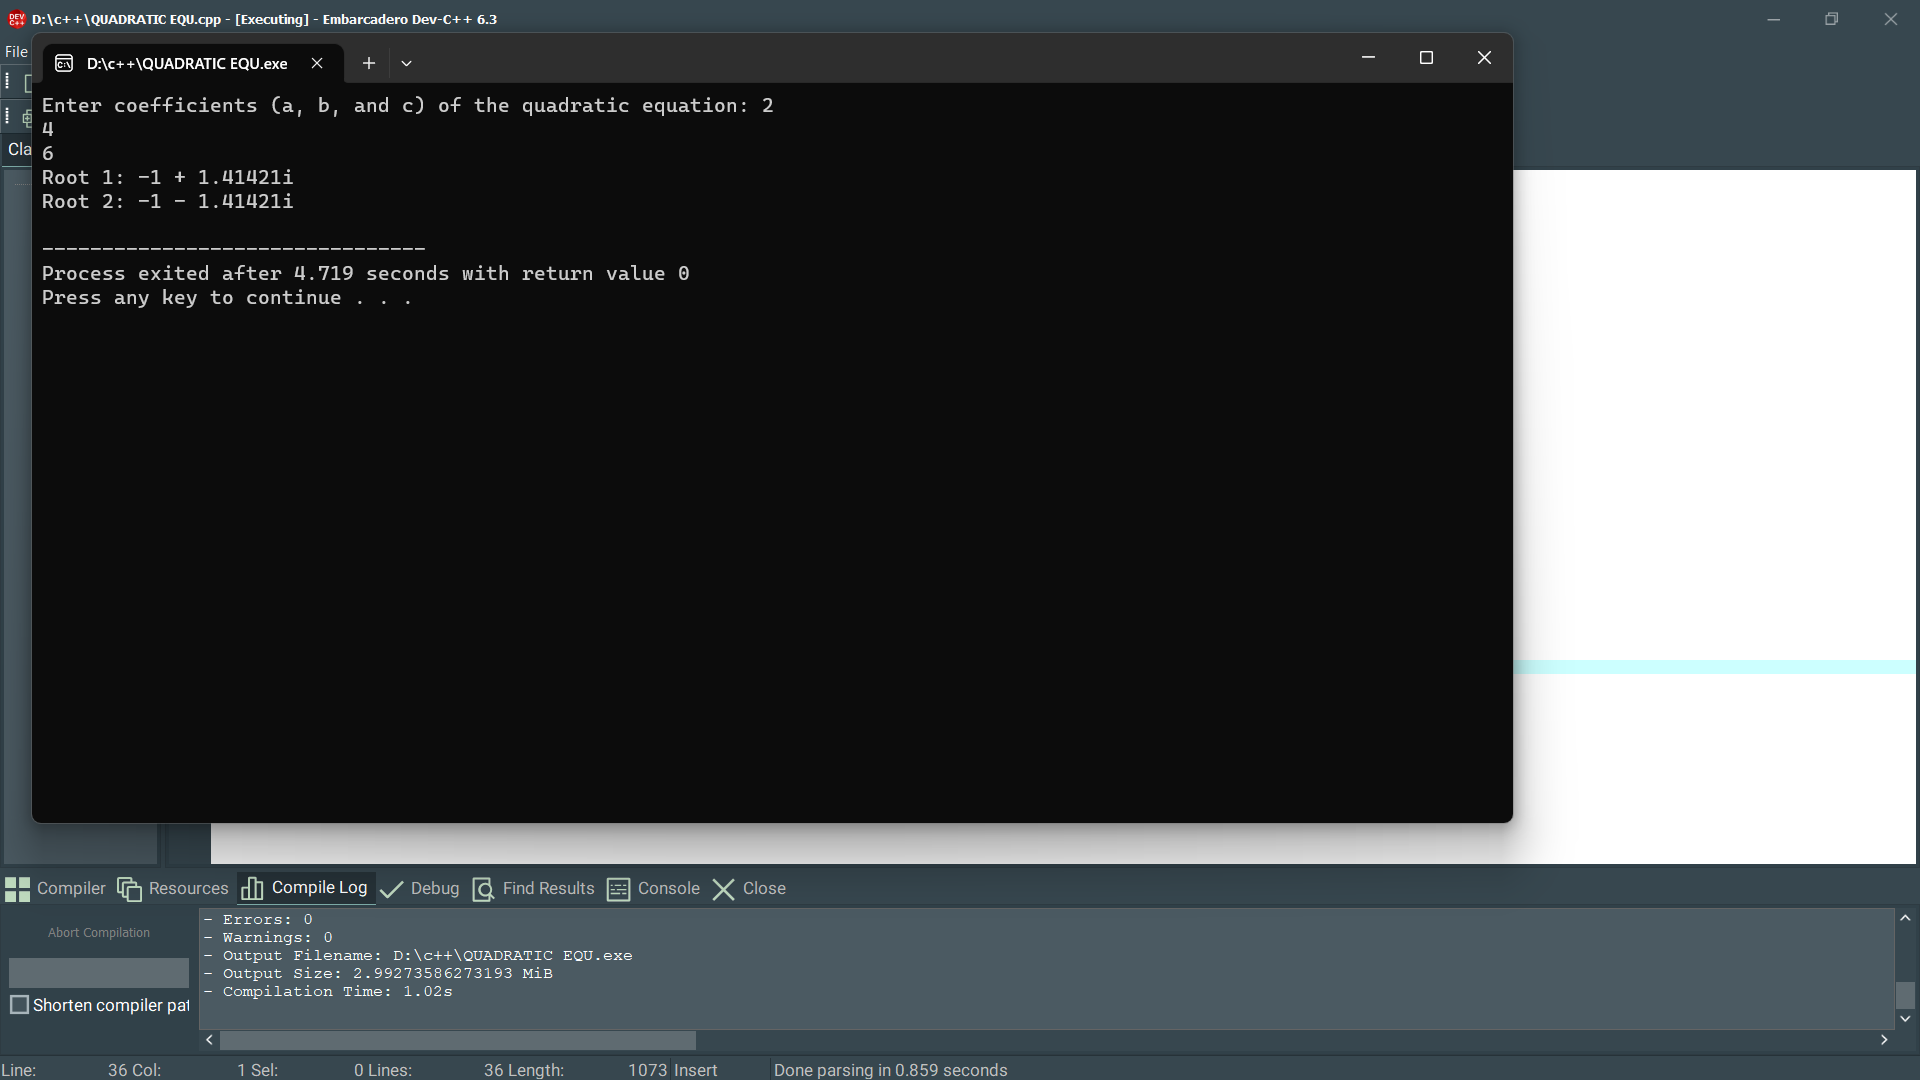 D:\c++\QUADRATIC EQU.cpp - [Executing] - Embarcadero Dev-C++ 6.3
File
D:\c++\QUADRATIC EQU.exe
Enter coefficients (a, b, and c) of the quadratic equation: 2
4
6
Root 1: -1 + 1.41421i
Root 2: -1 - 1.41421i
--------------------------------
Process exited after 4.719 seconds with return value 0
Press any key to continue . . .
Cla
Compiler Resources Compile Log Debug Find Results Console Close
Abort Compilation
Shorten compiler pat
- Errors: 0
- Warnings: 0
- Output Filename: D:\c++\QUADRATIC EQU.exe
- Output Size: 2.99273586273193 MiB
- Compilation Time: 1.02s
Line: 36 Col: 1 Sel: 0 Lines: 36 Length: 1073 Insert Done parsing in 0.859 seconds